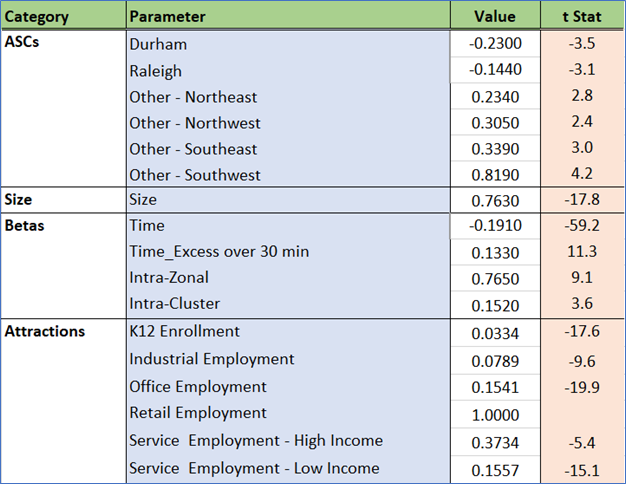 Category Parameter Value t Stat
ASCs Durham -0.2300 -3.5
Raleigh -0.1440 -3.1
Other - Northeast 0.2340 2.8
Other - Northwest 0.3050 2.4
Other - Southeast 0.3390 3.0
Other - Southwest 0.8190 4.2
Size Size 0.7630 -17.8
Betas Time -0.1910 -59.2
Time_Excess over 30 min 0.1330 11.3
Intra-Zonal 0.7650 9.1
Intra-Cluster 0.1520 3.6
Attractions K12 Enrollment 0.0334 -17.6
Industrial Employment 0.0789 -9.6
Office Employment 0.1541 -19.9
Retail Employment 1.0000
Service Employment - High Income 0.3734 -5.4
Service Employment - Low Income 0.1557 -15.1